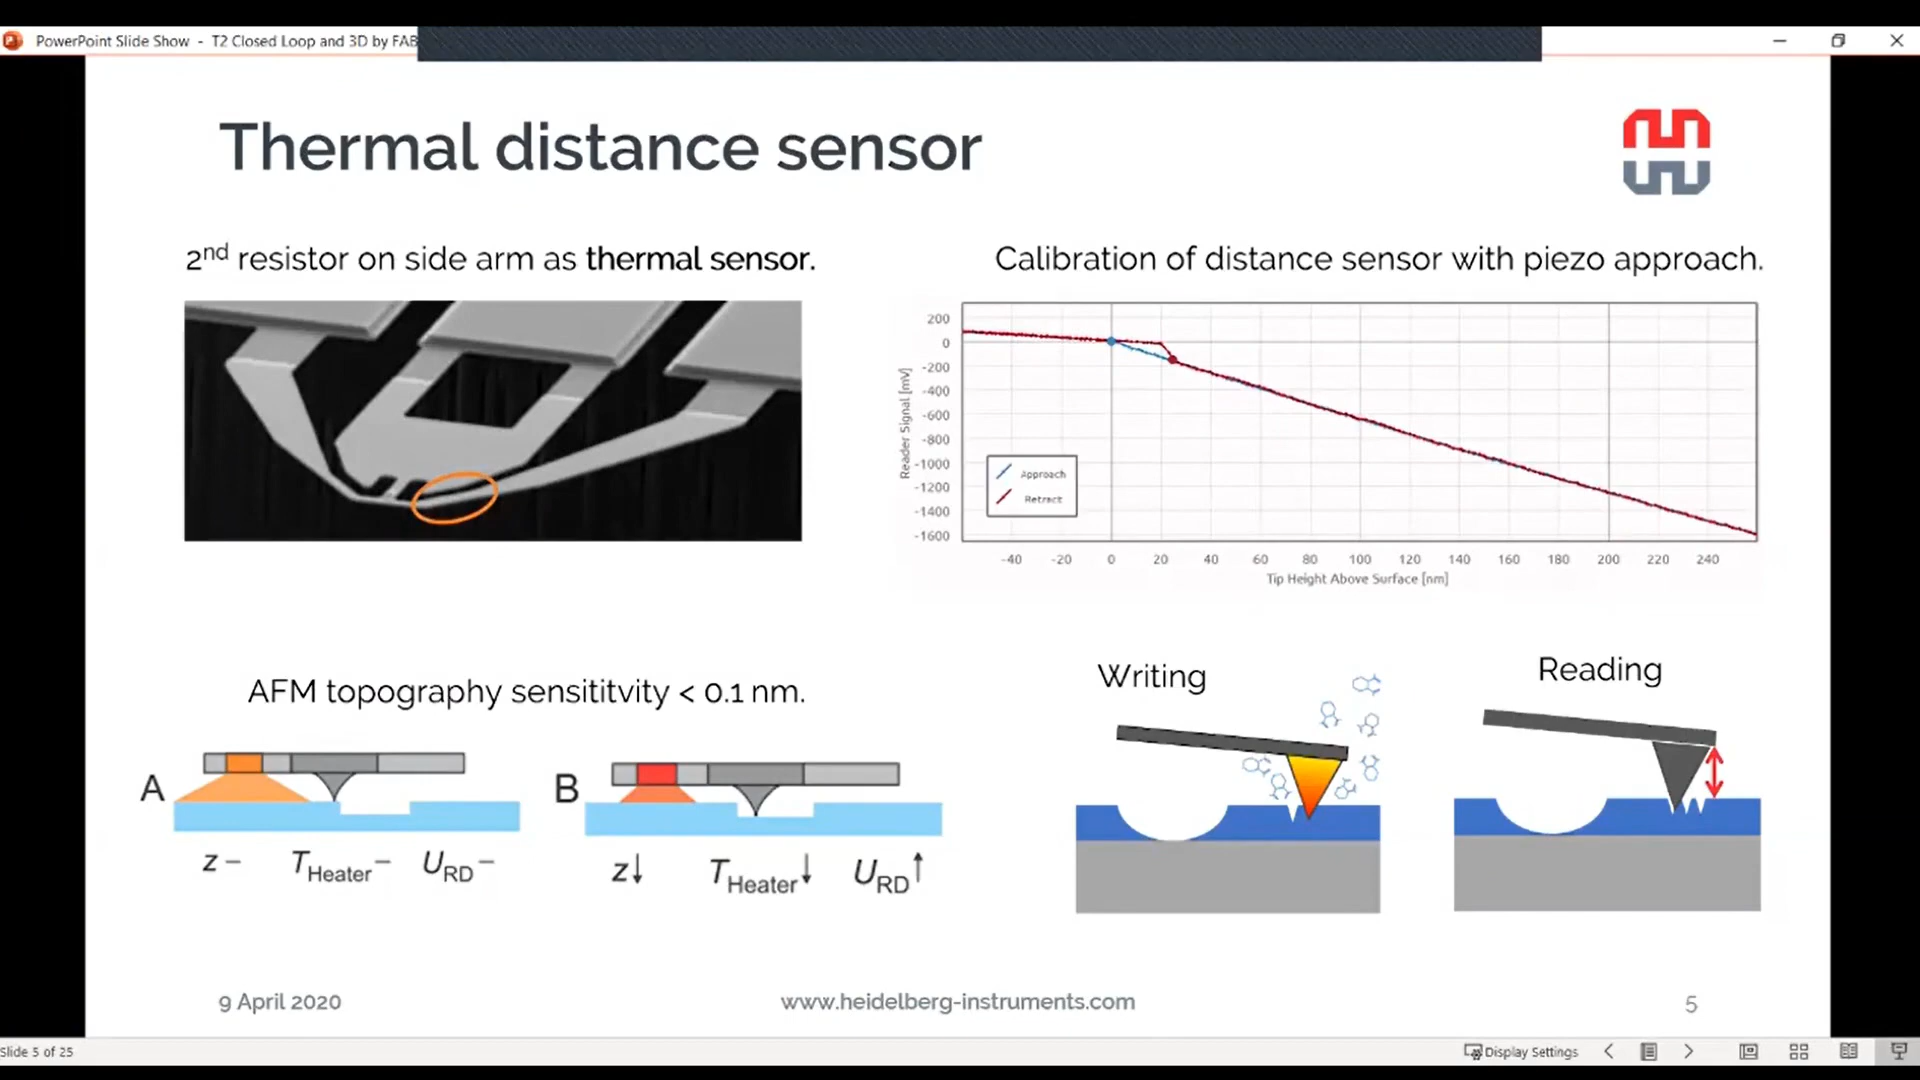 PowerPoint Slide Show - T2 Closed Loop and 3D by FAB
Thermal distance sensor
2nd resistor on side arm as thermal sensor.
Calibration of distance sensor with piezo approach.
200
0
-200
-400
-600
-800
-1000
-1200
-1400
-1600
Reader Signal [mV]
Approach
Retract
-40 -20 0 20 40 60 80 100 120 140 160 180 200 220 240
Tip Height Above Surface [nm]
AFM topography sensititvity < 0.1 nm.
A
z – THeater – URD –
B
z↓ THeater↓ URD↑
Writing
Reading
9 April 2020
www.heidelberg-instruments.com
5
Slide 5 of 25
Display Settings